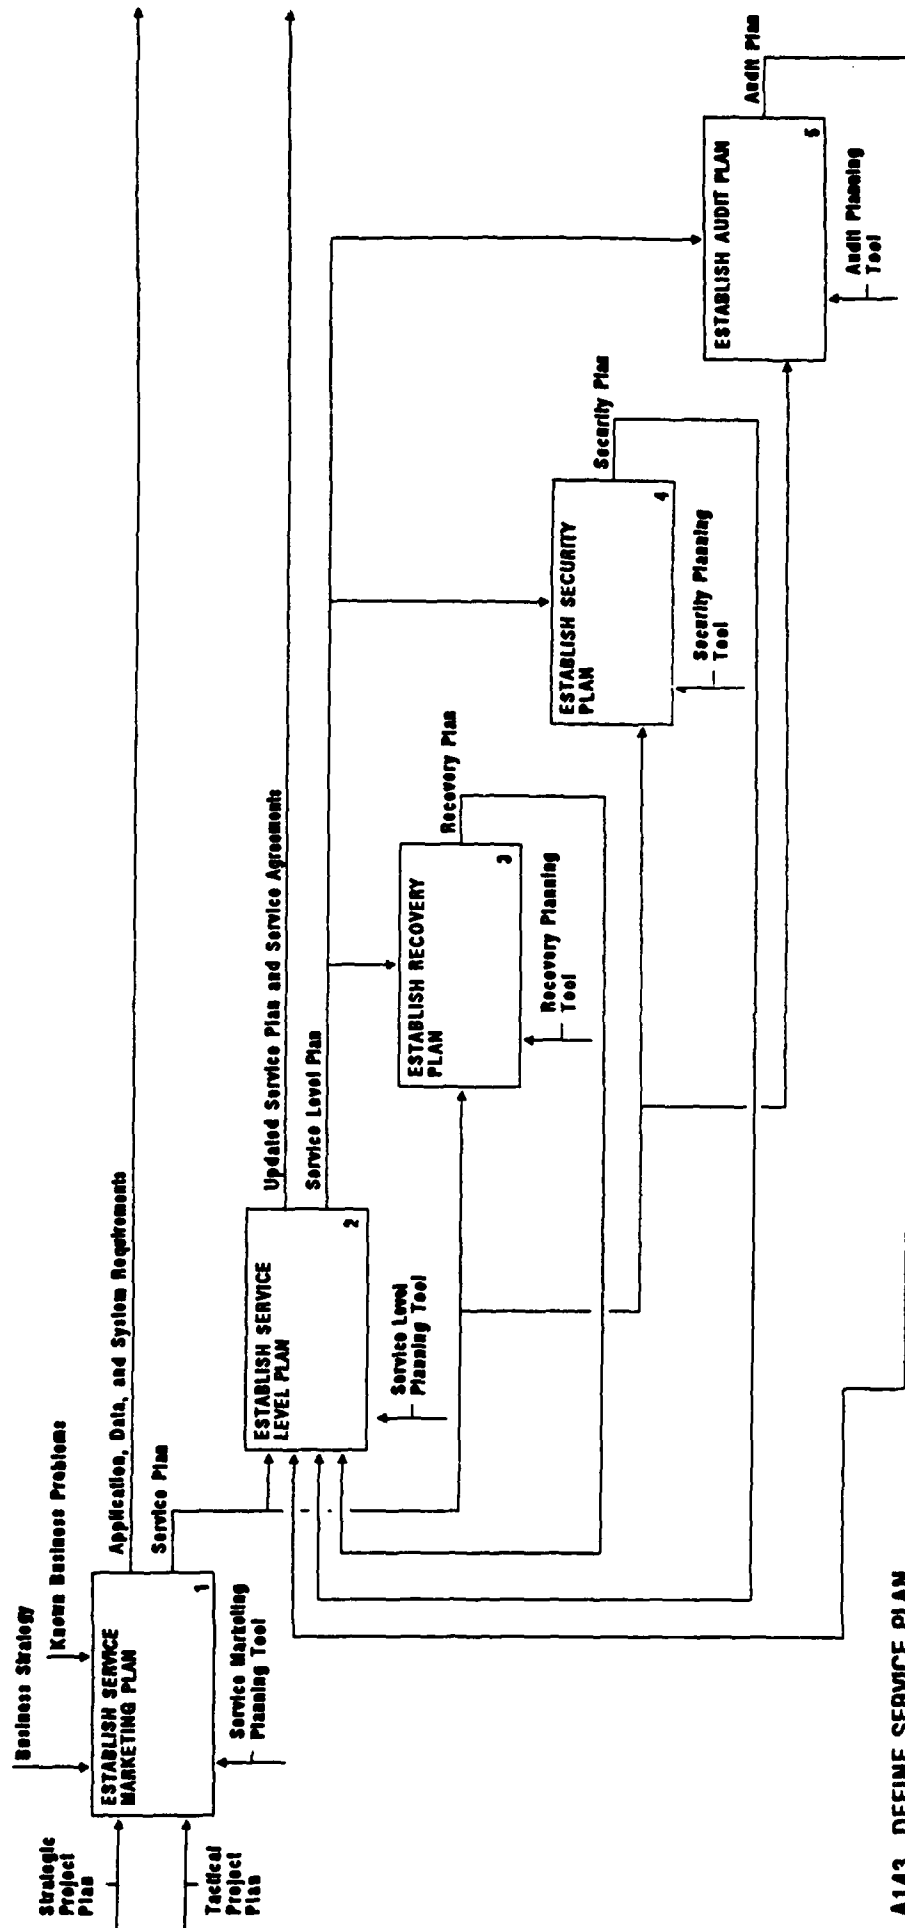 Business Strategy
Known Business Problems
Strategic
Project
Plan
Tactical
Project
Plan
ESTABLISH SERVICE
MARKETING PLAN
1
Service Marketing
Planning Tool
Application, Data, and System Requirements
Service Plan
ESTABLISH SERVICE
LEVEL PLAN
2
Service Level
Planning Tool
Updated Service Plan and Service Agreements
Service Level Plan
ESTABLISH RECOVERY
PLAN
3
Recovery Plan
Recovery Planning
Tool
ESTABLISH SECURITY
PLAN
4
Security Plan
Security Planning
Tool
ESTABLISH AUDIT PLAN
5
Audit Plan
Audit Planning
Tool
A143 DEFINE SERVICE PLAN